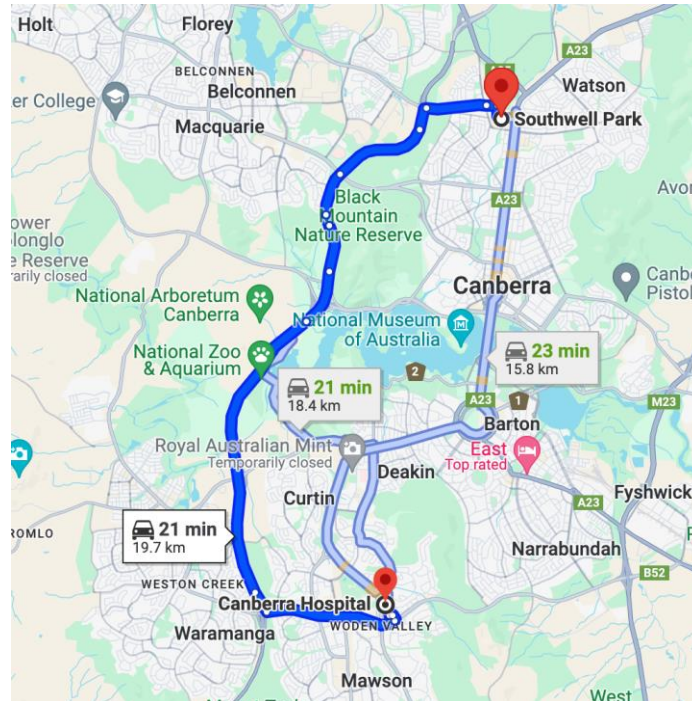 Holt
Florey
A23
Watson
BELCONNEN
Belconnen
er College
Southwell Park
Macquarie
Black
Mountain
Nature Reserve
A23
Avon
ower
olonglo
e Reserve
rarily closed
Canberra
Canb
Pistol
National Arboretum
Canberra
National Museum
of Australia
National Zoo
& Aquarium
23 min
15.8 km
21 min
18.4 km
2
A23
1
M23
Barton
Royal Australian Mint
Temporarily closed
East
Top rated
Deakin
A23
Fyshwick
Curtin
21 min
19.7 km
ROMLO
Narrabundah
B52
WESTON CREEK
Canberra Hospital
WODEN VALLEY
Waramanga
Mawson
West